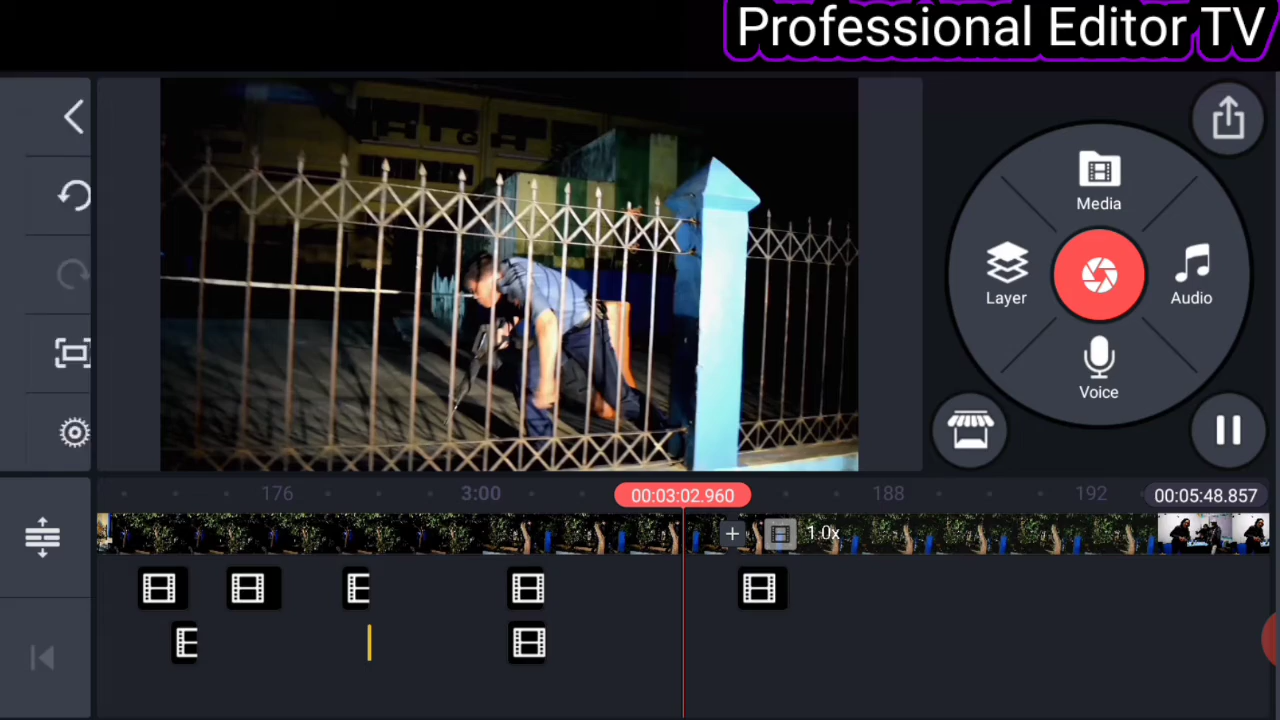 Professional Editor TV
HIGH
Media
Layer
Audio
Voice
176
3:00
00:03:02.960
188
192
00:05:48.857
1.0x